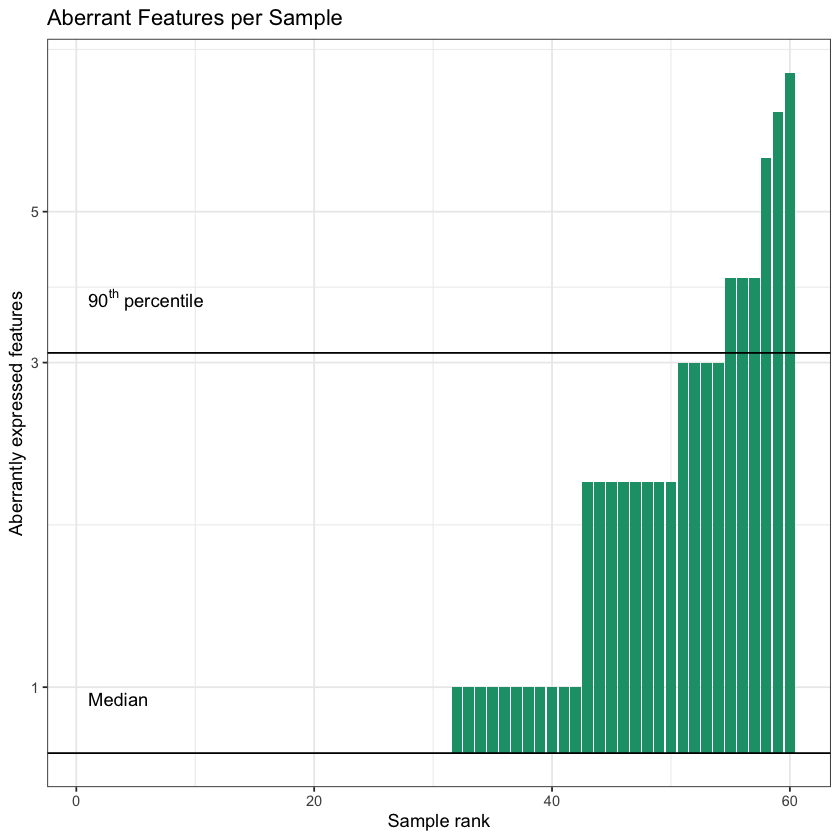 Aberrant Features per Sample
Aberrantly expressed features
5
90th percentile
3
1
Median
0 20 40 60
Sample rank